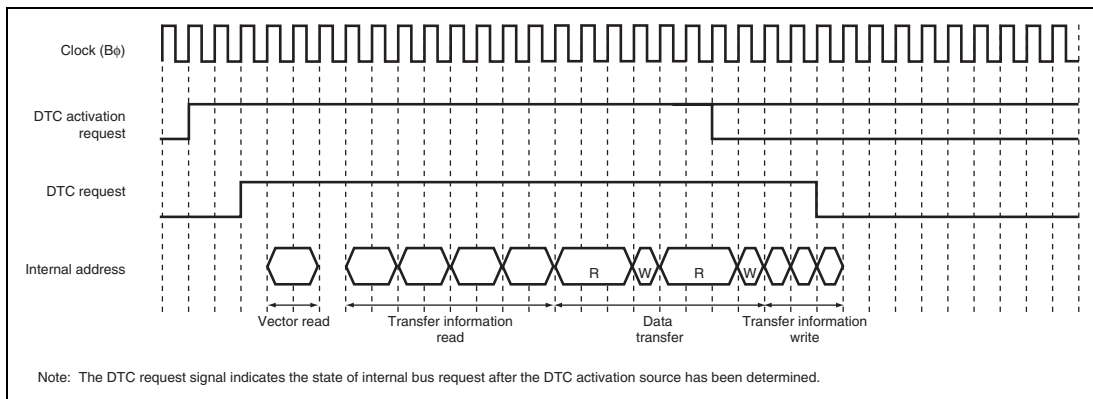 Clock (Bϕ)
DTC activation
request
DTC request
Internal address
R
W
R
W
Vector read
Transfer information
read
Data
transfer
Transfer information
write
Note: The DTC request signal indicates the state of internal bus request after the DTC activation source has been determined.